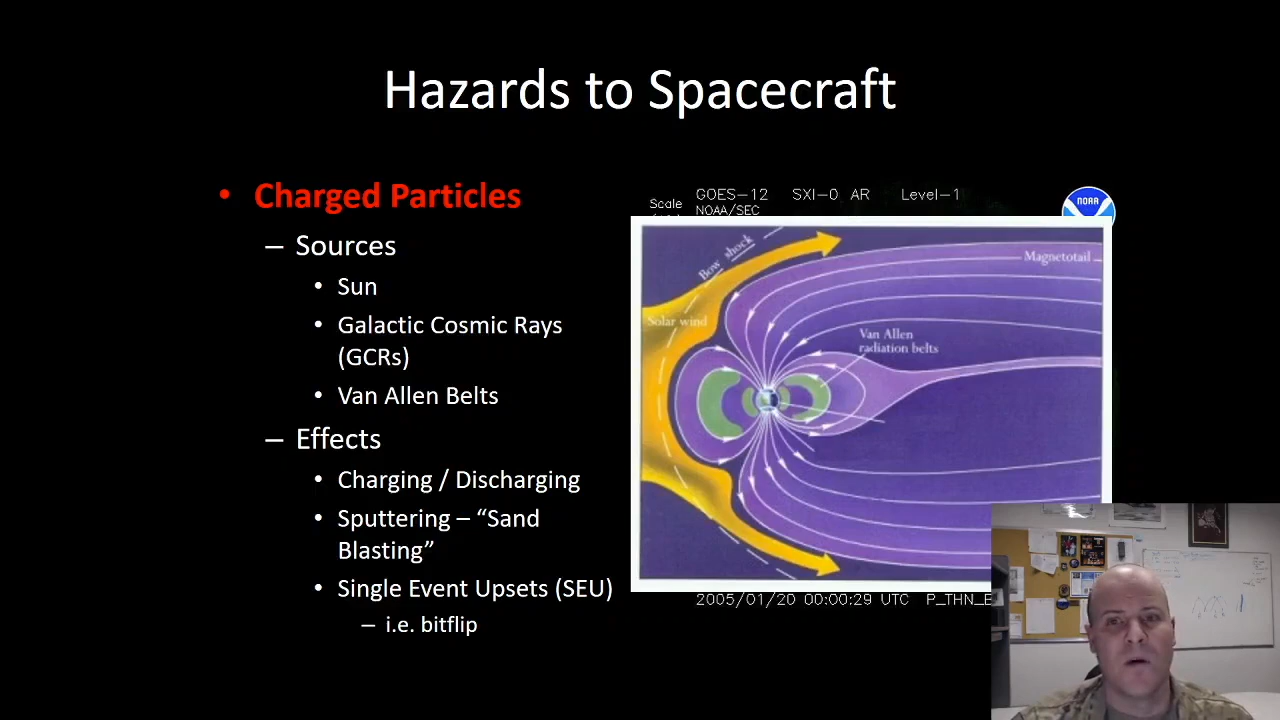 Hazards to Spacecraft
• Charged Particles
– Sources
• Sun
• Galactic Cosmic Rays
(GCRs)
• Van Allen Belts
– Effects
• Charging / Discharging
• Sputtering – “Sand
Blasting”
• Single Event Upsets (SEU)
– i.e. bitflip
GOES-12 SXI-0 AR Level-1
Scale
NOAA/SEC
NOAA
Bow shock
Magnetotail
Solar wind
Van Allen
radiation belts
2005/01/20 00:00:29 UTC P_THN_